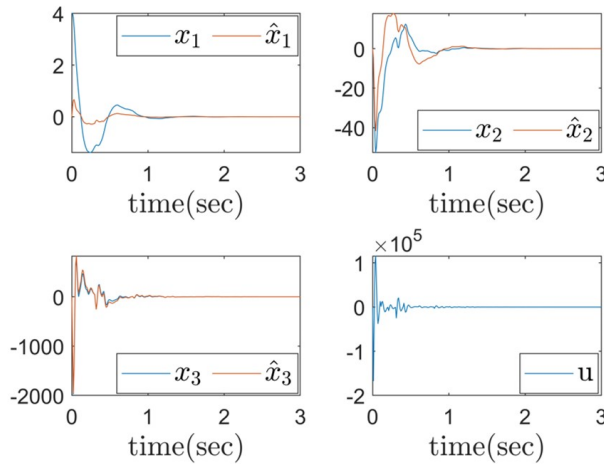 4
2
0
x₁ x̂₁
0 1 2 3
time(sec)
0
-20
-40
x₂ x̂₂
0 1 2 3
time(sec)
0
-1000
-2000
x₃ x̂₃
0 1 2 3
time(sec)
×10⁵
1
0
-1
-2
u
0 1 2 3
time(sec)